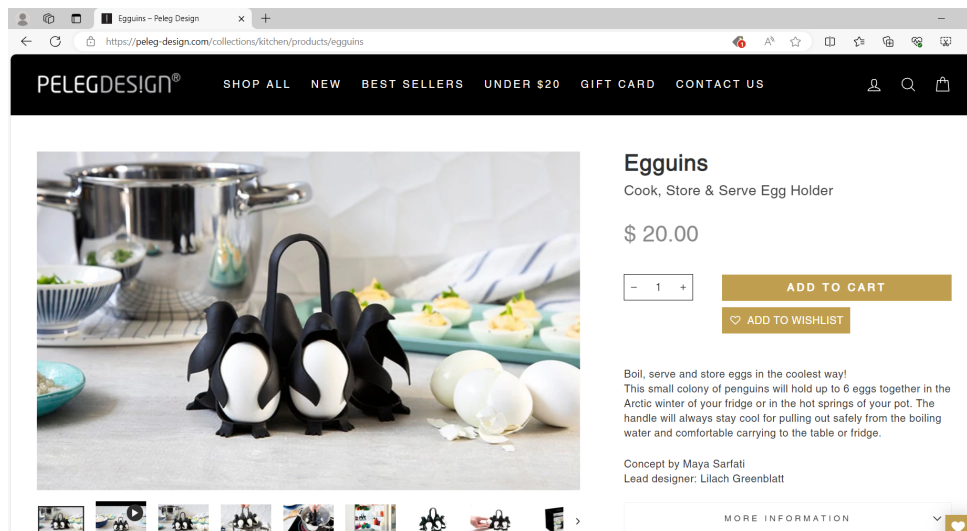 Egguins – Peleg Design
https://peleg-design.com/collections/kitchen/products/egguins
PELEGDESIGN®
SHOP ALL NEW BEST SELLERS UNDER $20 GIFT CARD CONTACT US
Egguins
Cook, Store & Serve Egg Holder
$ 20.00
− 1 +
ADD TO CART
ADD TO WISHLIST
Boil, serve and store eggs in the coolest way!
This small colony of penguins will hold up to 6 eggs together in the
Arctic winter of your fridge or in the hot springs of your pot. The
handle will always stay cool for pulling out safely from the boiling
water and comfortable carrying to the table or fridge.
Concept by Maya Sarfati
Lead designer: Lilach Greenblatt
MORE INFORMATION